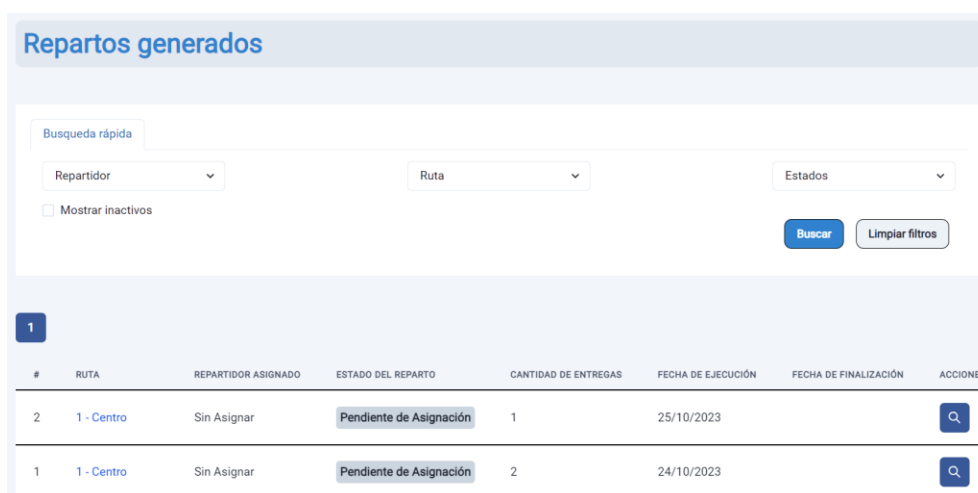 Repartos generados
Busqueda rápida
Repartidor Ruta Estados
Mostrar inactivos
Buscar Limpiar filtros
1
# RUTA REPARTIDOR ASIGNADO ESTADO DEL REPARTO CANTIDAD DE ENTREGAS FECHA DE EJECUCIÓN FECHA DE FINALIZACIÓN ACCIONE
2 1 - Centro Sin Asignar Pendiente de Asignación 1 25/10/2023
1 1 - Centro Sin Asignar Pendiente de Asignación 2 24/10/2023